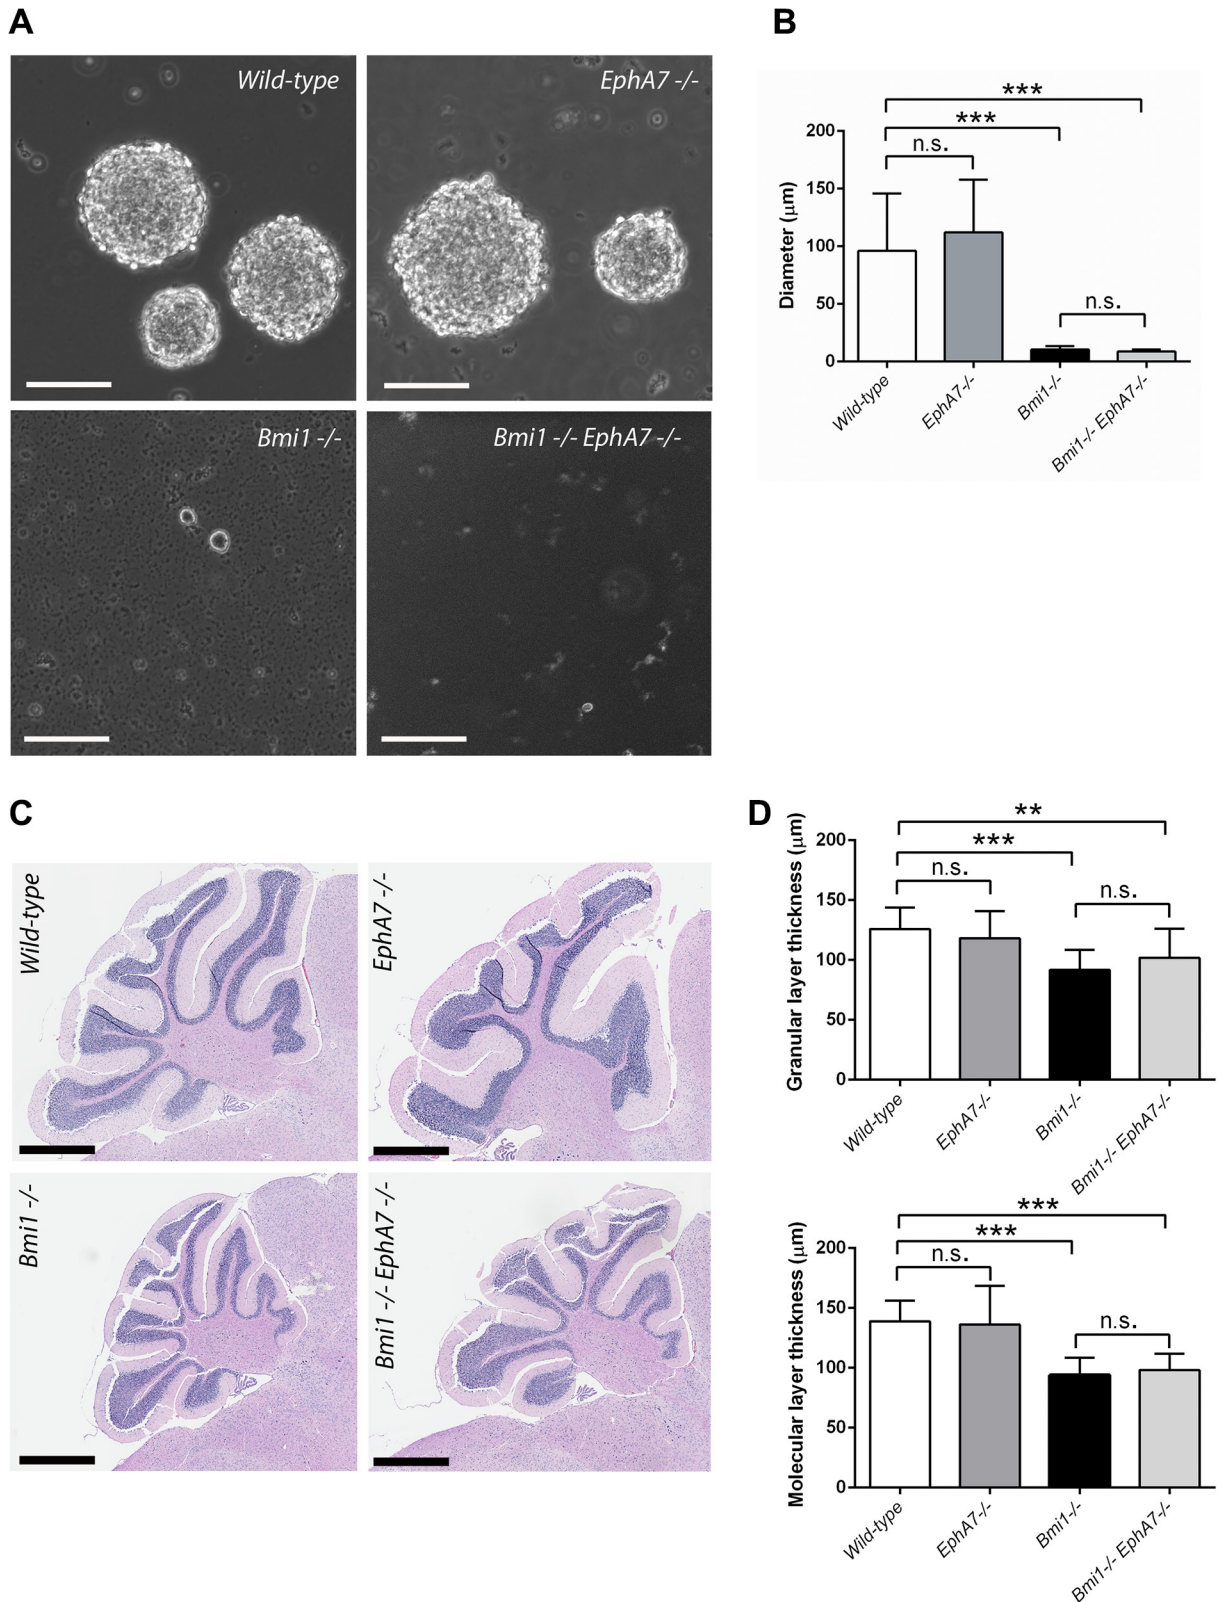 A
Wild-type
EphA7 -/-
Bmi1 -/-
Bmi1 -/- EphA7 -/-
B
***
***
n.s.
n.s.
Diameter (μm)
200
150
100
50
0
Wild-type
EphA7-/-
Bmi1-/-
Bmi1-/- EphA7-/-
C
Wild-type
EphA7 -/-
Bmi1 -/-
Bmi1 -/- EphA7 -/-
D
**
***
n.s.
n.s.
Granular layer thickness (μm)
200
150
100
50
0
Wild-type
EphA7-/-
Bmi1-/-
Bmi1-/- EphA7-/-
***
***
n.s.
n.s.
Molecular layer thickness (μm)
200
150
100
50
0
Wild-type
EphA7-/-
Bmi1-/-
Bmi1-/- EphA7-/-